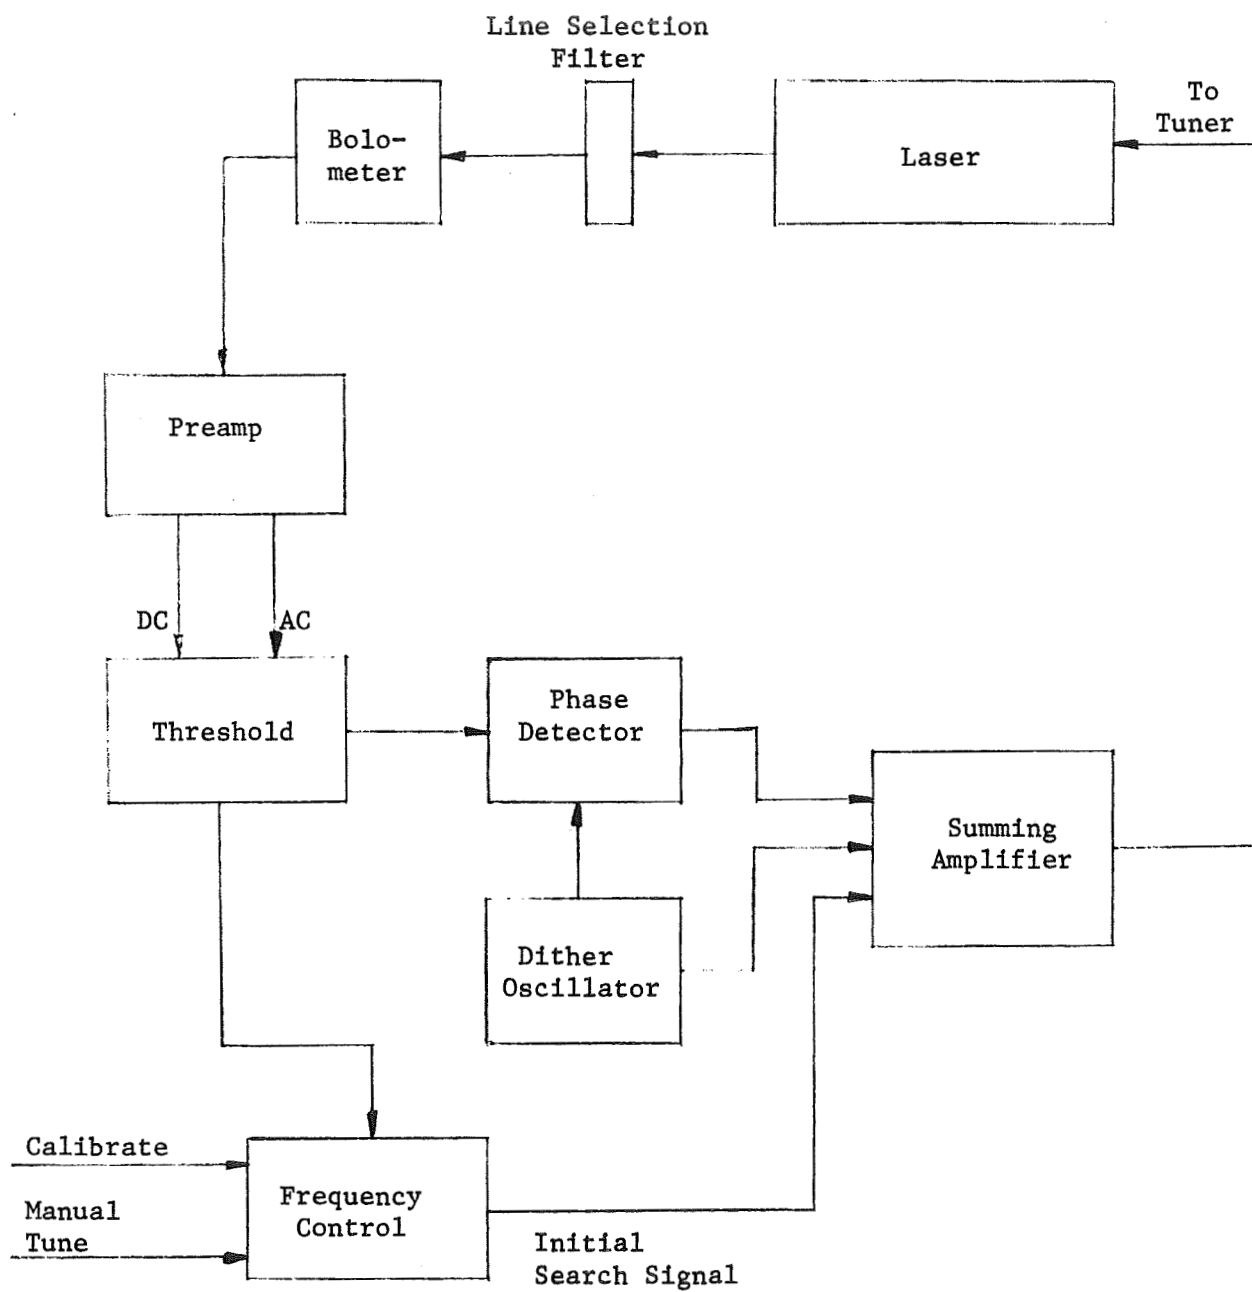 Line Selection
Filter
To
Tuner
Bolo-
meter
Laser
Preamp
DC
AC
Threshold
Phase
Detector
Summing
Amplifier
Dither
Oscillator
Calibrate
Manual
Tune
Frequency
Control
Initial
Search Signal